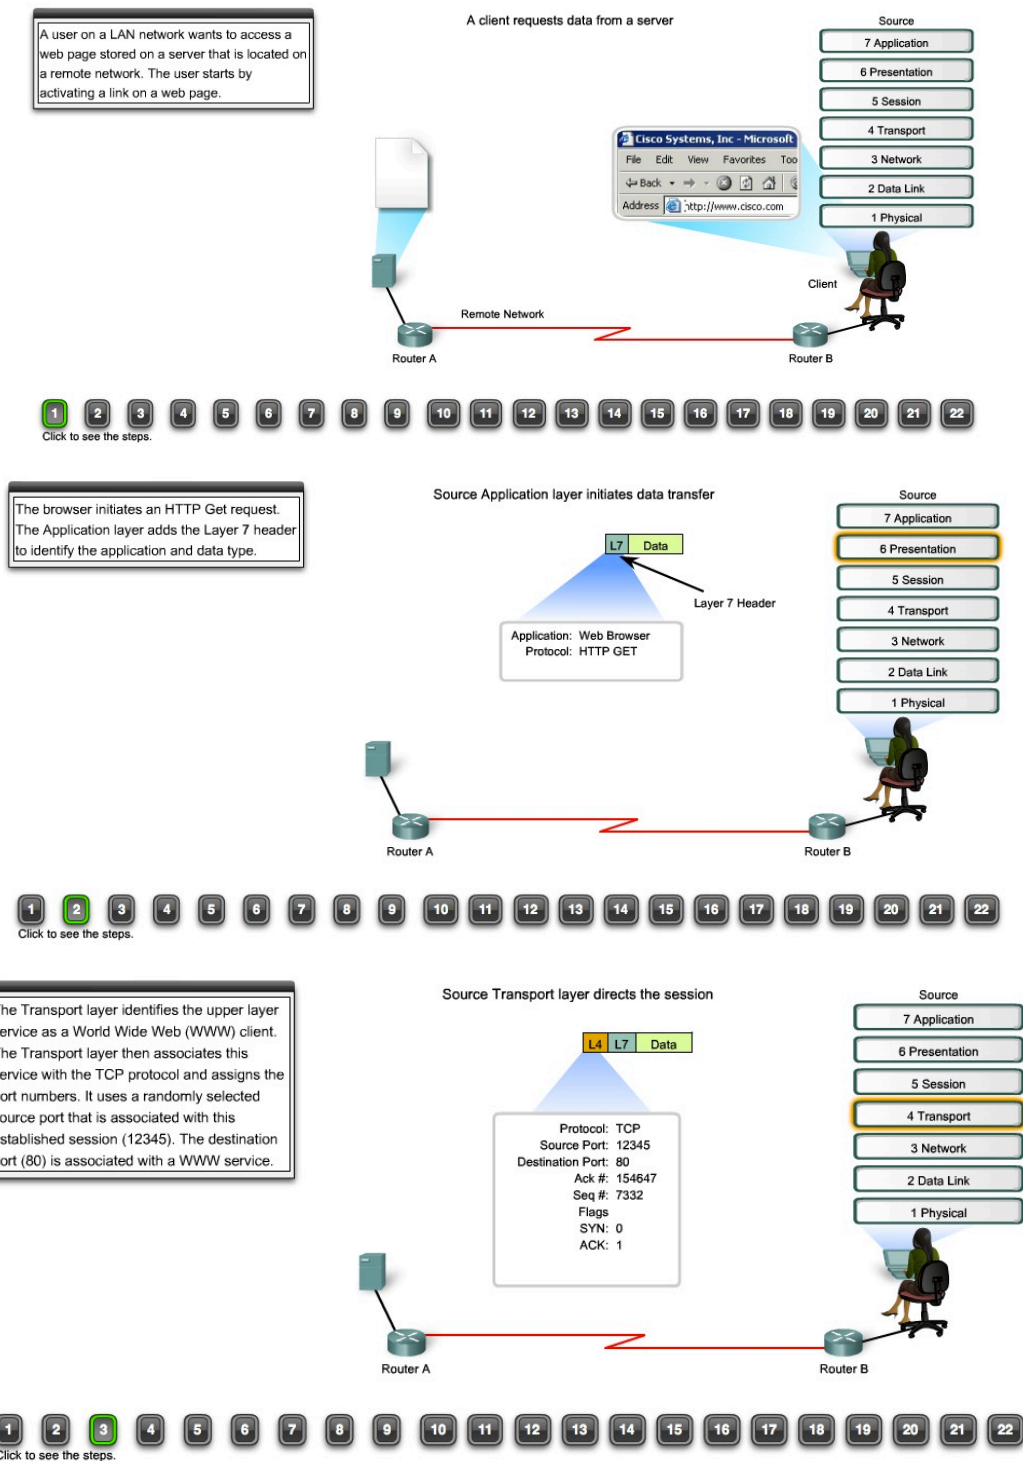 A client requests data from a server
A user on a LAN network wants to access a
web page stored on a server that is located on
a remote network. The user starts by
activating a link on a web page.
Source
7 Application
6 Presentation
5 Session
4 Transport
3 Network
2 Data Link
1 Physical
Cisco Systems, Inc - Microsoft
File Edit View Favorites Too
Back
Address http://www.cisco.com
Client
Remote Network
Router A
Router B
1 2 3 4 5 6 7 8 9 10 11 12 13 14 15 16 17 18 19 20 21 22
Click to see the steps.
Source Application layer initiates data transfer
The browser initiates an HTTP Get request.
The Application layer adds the Layer 7 header
to identify the application and data type.
Source
7 Application
6 Presentation
5 Session
4 Transport
3 Network
2 Data Link
1 Physical
L7 Data
Layer 7 Header
Application: Web Browser
Protocol: HTTP GET
Router A
Router B
1 2 3 4 5 6 7 8 9 10 11 12 13 14 15 16 17 18 19 20 21 22
Click to see the steps.
Source Transport layer directs the session
The Transport layer identifies the upper layer
service as a World Wide Web (WWW) client.
The Transport layer then associates this
service with the TCP protocol and assigns the
port numbers. It uses a randomly selected
source port that is associated with this
established session (12345). The destination
port (80) is associated with a WWW service.
Source
7 Application
6 Presentation
5 Session
4 Transport
3 Network
2 Data Link
1 Physical
L4 L7 Data
Protocol: TCP
Source Port: 12345
Destination Port: 80
Ack #: 154647
Seq #: 7332
Flags
SYN: 0
ACK: 1
Router A
Router B
1 2 3 4 5 6 7 8 9 10 11 12 13 14 15 16 17 18 19 20 21 22
Click to see the steps.